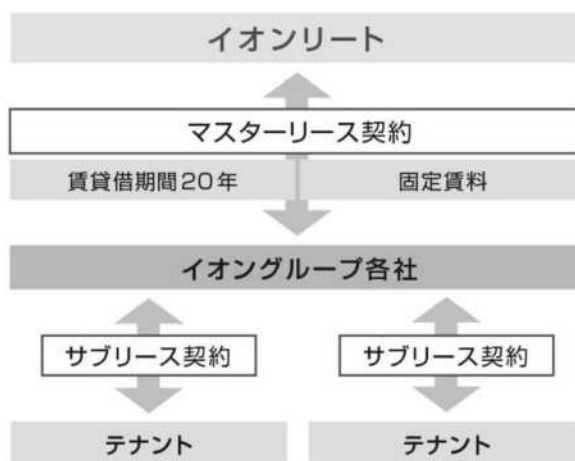 イオンリート
マスターリース契約
賃貸借期間20年
固定賃料
イオングループ各社
サブリース契約
サブリース契約
テナント
テナント